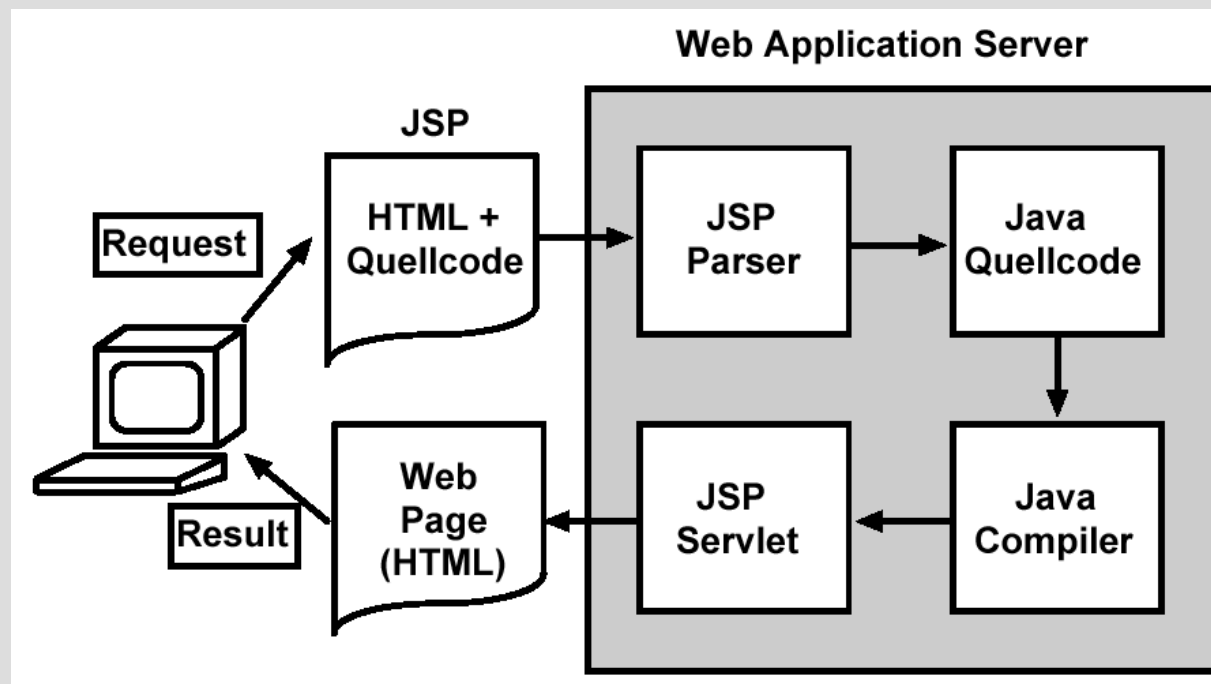 Web Application Server
JSP
HTML +
Quellcode
Request
JSP
Parser
Java
Quellcode
Web
Page
(HTML)
Result
JSP
Servlet
Java
Compiler